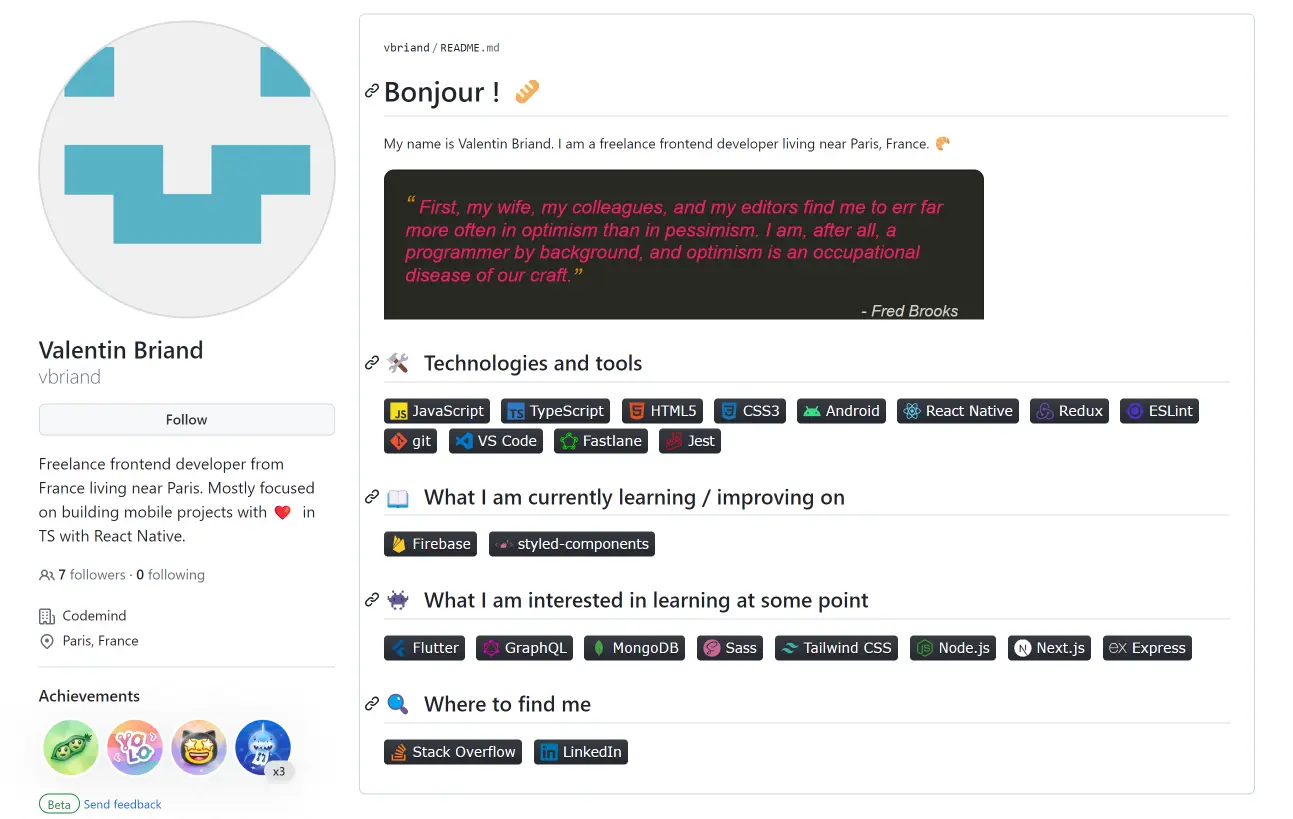 Valentin Briand
vbriand
Follow
Freelance frontend developer from
France living near Paris. Mostly focused
on building mobile projects with ❤️ in
TS with React Native.
7 followers · 0 following
Codemind
Paris, France
Achievements
YOLO
x3
Beta Send feedback
vbriand/README.md
Bonjour ! 🥖
My name is Valentin Briand. I am a freelance frontend developer living near Paris, France. 🥐
“ First, my wife, my colleagues, and my editors find me to err far
more often in optimism than in pessimism. I am, after all, a
programmer by background, and optimism is an occupational
disease of our craft.”
- Fred Brooks
🛠️ Technologies and tools
JS JavaScript TS TypeScript HTML5 CSS3 Android React Native Redux ESLint
git VS Code Fastlane Jest
📖 What I am currently learning / improving on
Firebase styled-components
👾 What I am interested in learning at some point
Flutter GraphQL MongoDB Sass Tailwind CSS Node.js N Next.js ex Express
🔍 Where to find me
Stack Overflow in LinkedIn